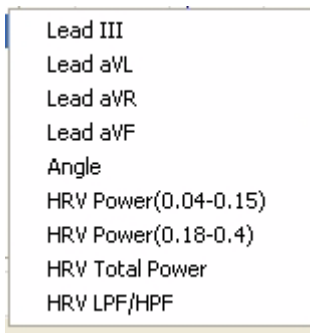 Lead III
Lead aVL
Lead aVR
Lead aVF
Angle
HRV Power(0.04-0.15)
HRV Power(0.18-0.4)
HRV Total Power
HRV LPF/HPF